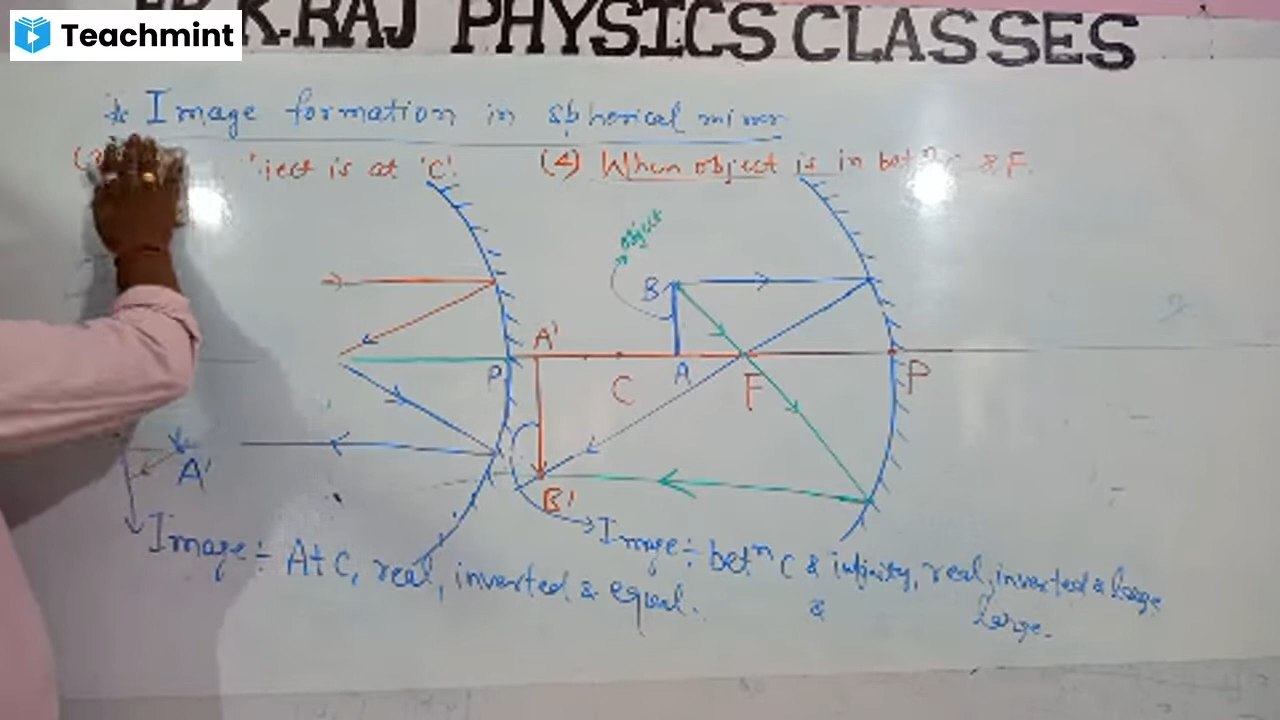 Teachmint
K.RAJ PHYSICS CLASSES
* Image formation in spherical mirror
ject is at 'C'.
(4) When object is in betn C & F.
object
B
A'
P
C
A
F
P
A'
B'
Image ÷ At C, real, inverted & equal.
Image ÷ betn C & infinity, real, inverted & large
&
Large.